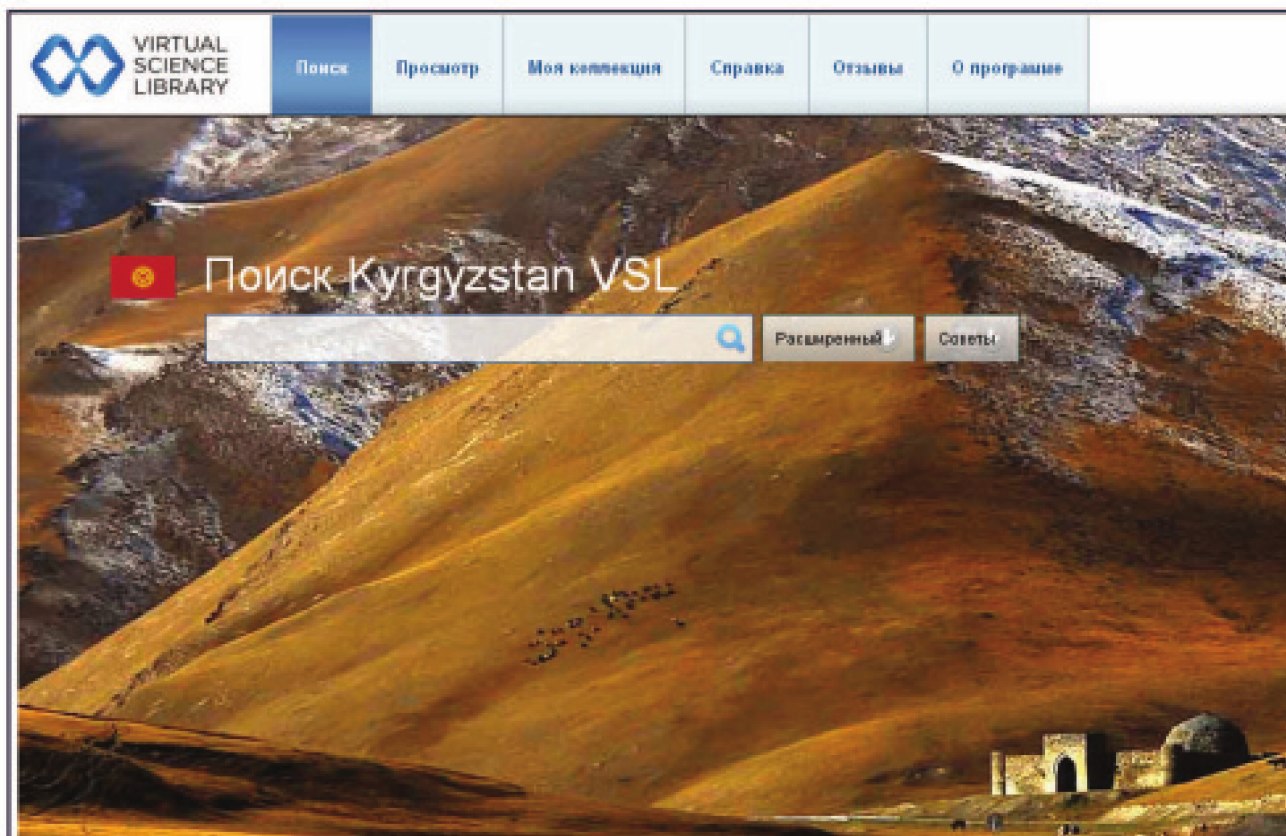 VIRTUAL
SCIENCE
LIBRARY
Поиск
Просмотр
Моя коллекция
Справка
Отзывы
О программе
Поиск Kyrgyzstan VSL
Расширенный
Советы